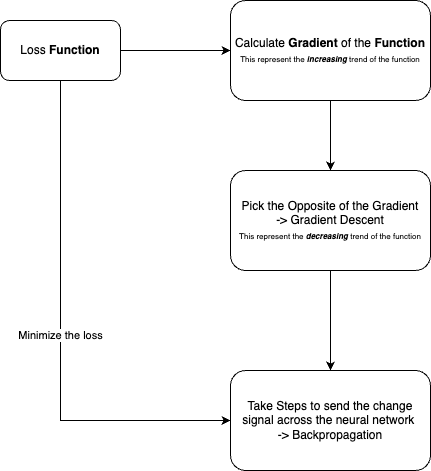 Loss Function
Calculate Gradient of the Function
This represent the increasing trend of the function
Pick the Opposite of the Gradient
-> Gradient Descent
This represent the decreasing trend of the function
Minimize the loss
Take Steps to send the change
signal across the neural network
-> Backpropagation